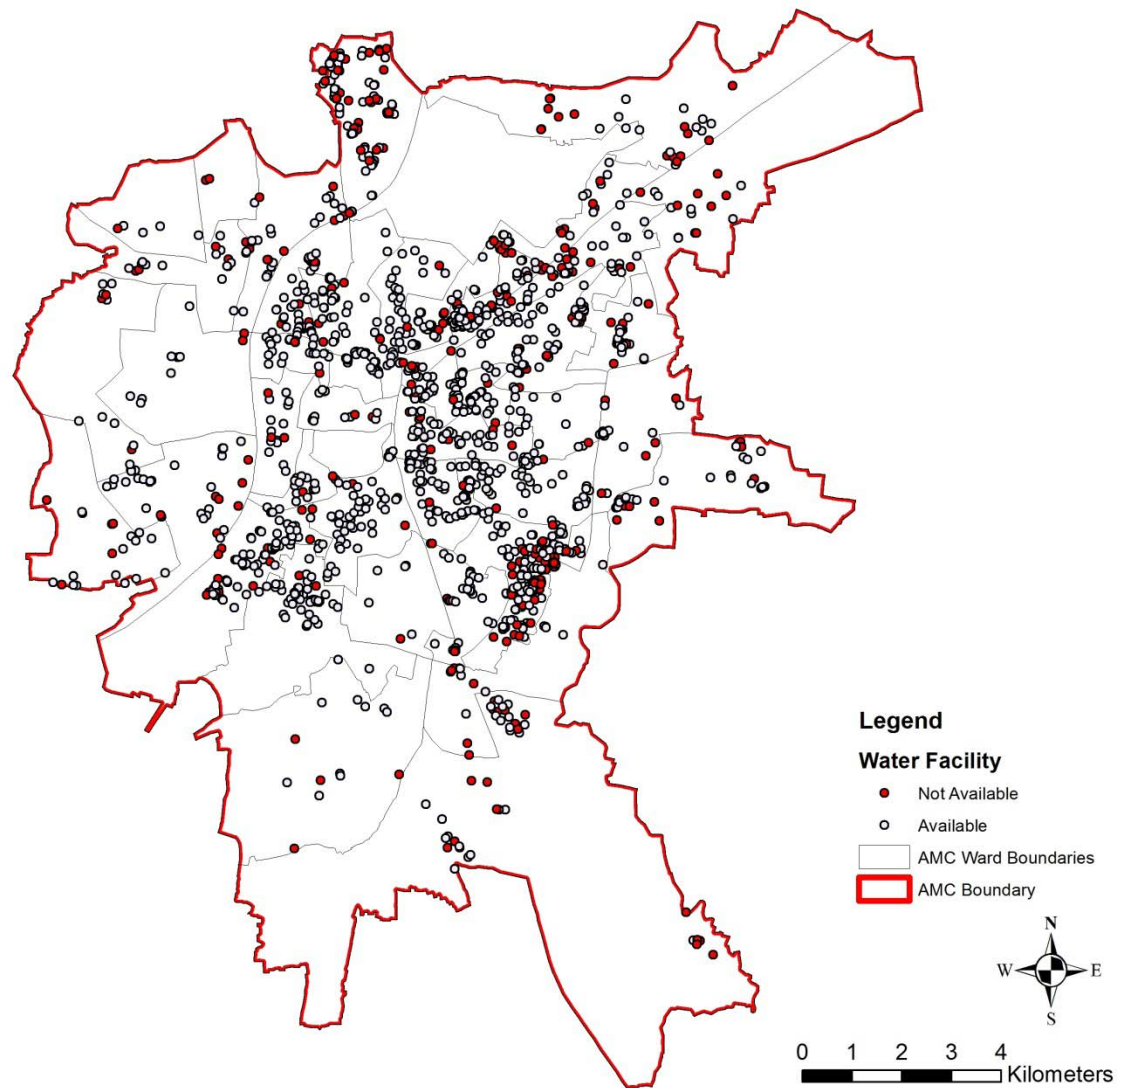 Legend
Water Facility
Not Available
Available
AMC Ward Boundaries
AMC Boundary
N
W E
S
0 1 2 3 4
Kilometers